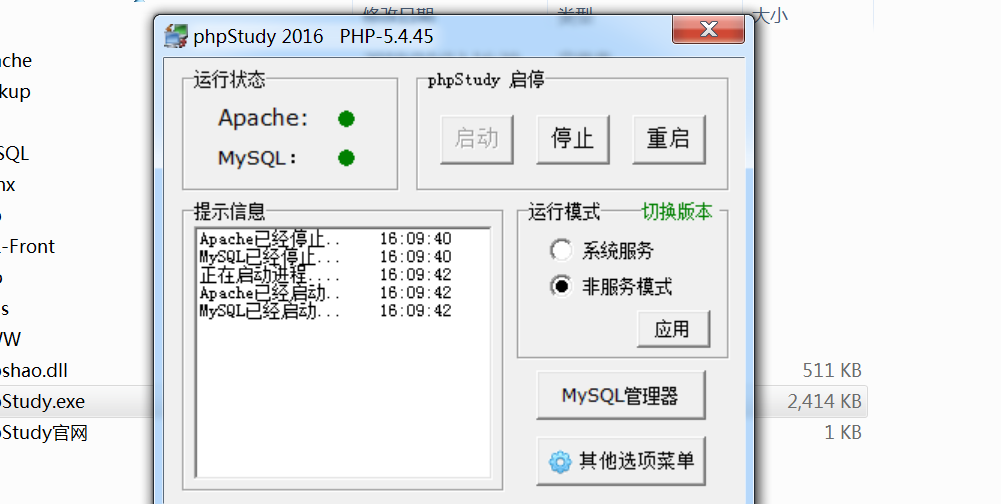 修改日期 类型 大小
phpStudy 2016 PHP-5.4.45
运行状态
Apache:
MySQL:
phpStudy 启停
启动 停止 重启
提示信息
Apache已经停止.. 16:09:40
MySQL已经停止... 16:09:40
正在启动进程.... 16:09:42
Apache已经启动.. 16:09:42
MySQL已经启动... 16:09:42
运行模式 切换版本
系统服务
非服务模式
应用
MySQL管理器
其他选项菜单
che
kup
SQL
nx
-Front
s
W
shao.dll 511 KB
Study.exe 2,414 KB
Study官网 1 KB